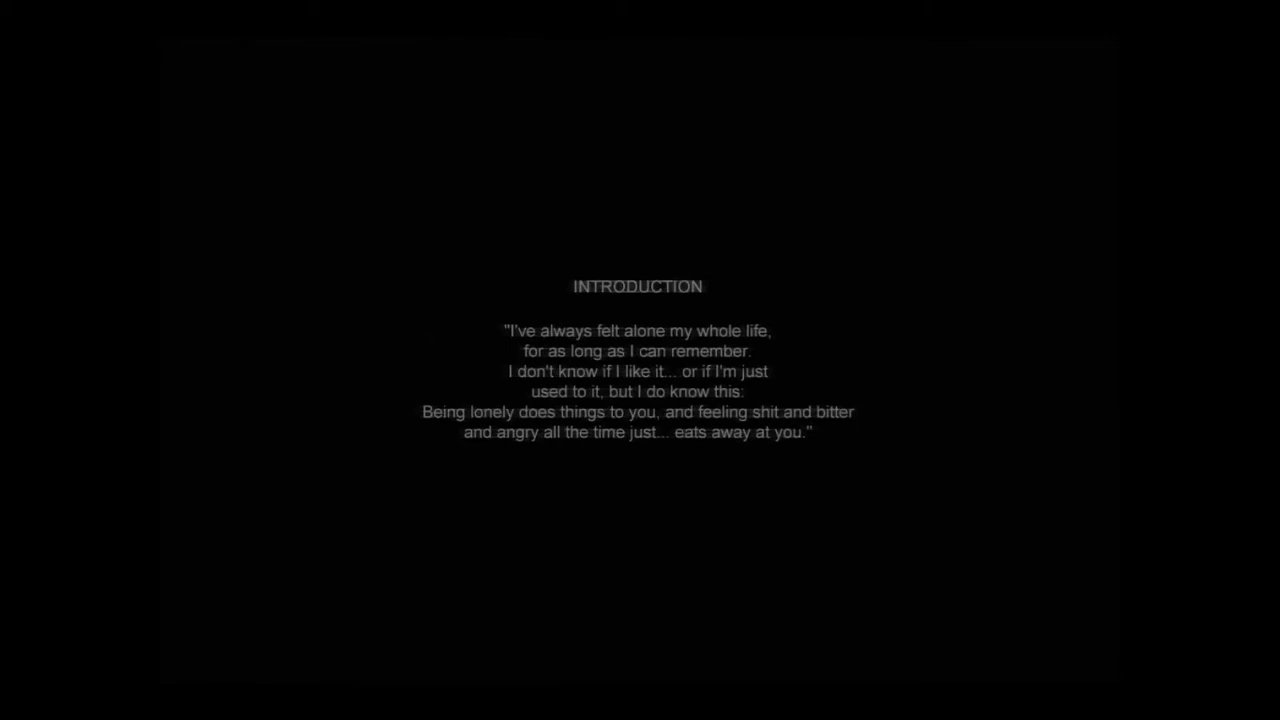 INTRODUCTION
"I've always felt alone my whole life,
for as long as I can remember.
I don't know if I like it... or if I'm just
used to it, but I do know this:
Being lonely does things to you, and feeling shit and bitter
and angry all the time just... eats away at you."